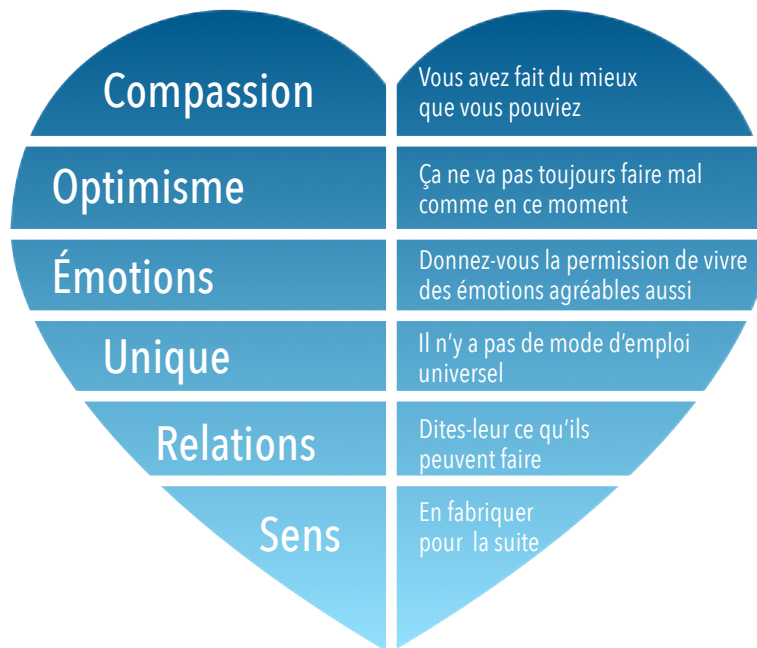 Compassion
Vous avez fait du mieux
que vous pouviez
Optimisme
Ça ne va pas toujours faire mal
comme en ce moment
Émotions
Donnez-vous la permission de vivre
des émotions agréables aussi
Unique
Il n’y a pas de mode d’emploi
universel
Relations
Dites-leur ce qu’ils
peuvent faire
Sens
En fabriquer
pour la suite